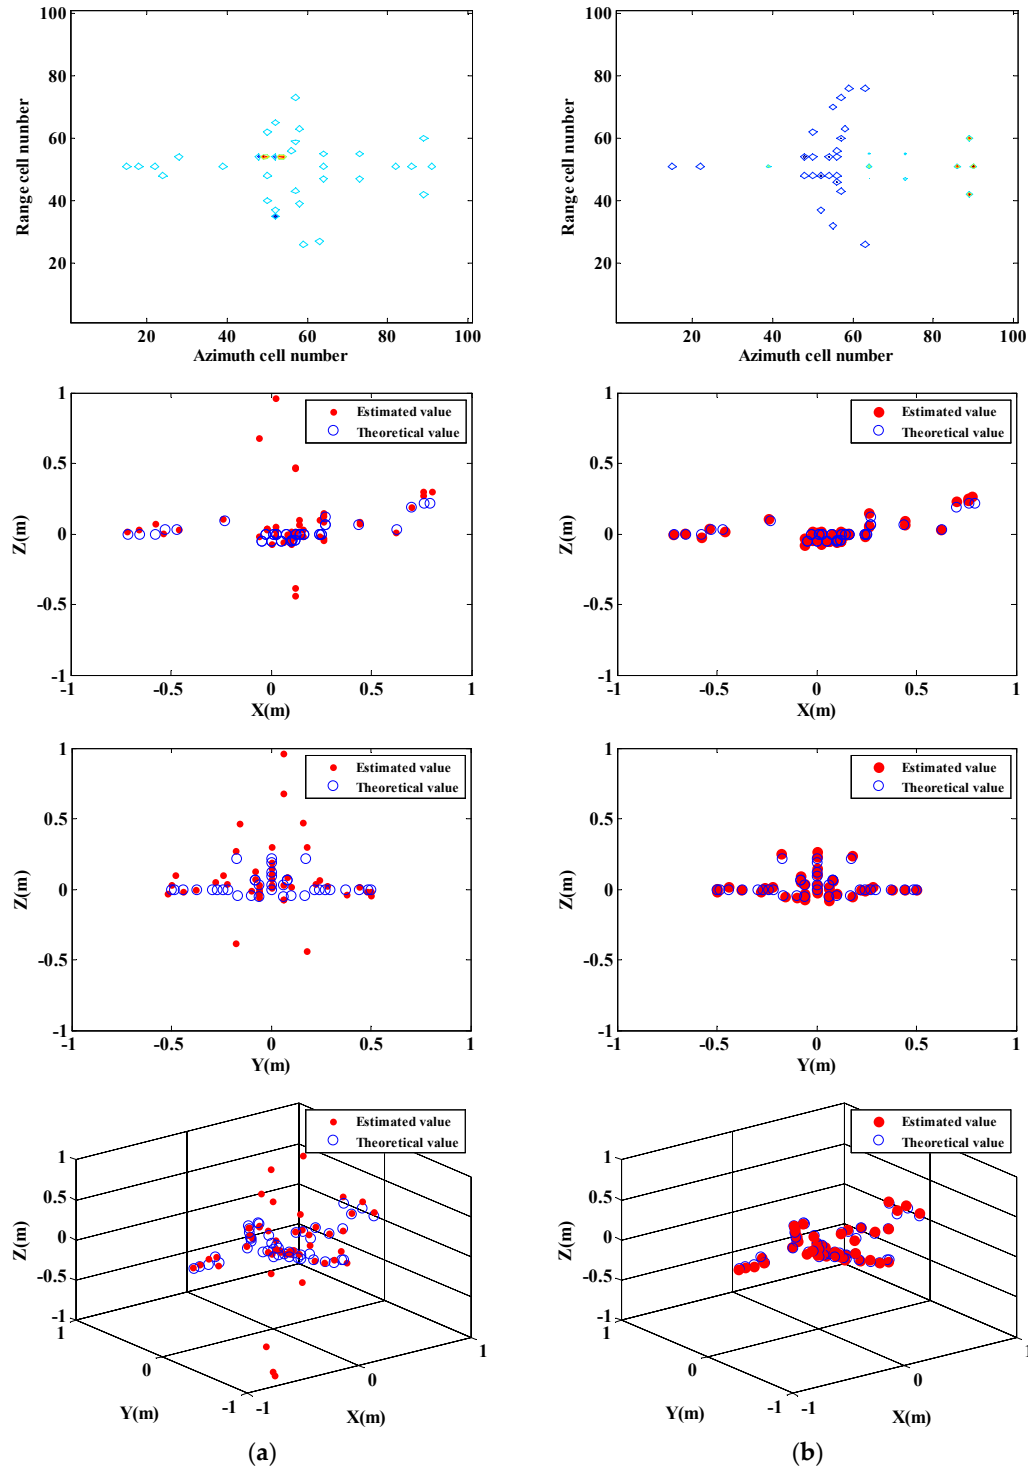 100
80
60
40
20
Range cell number
20 40 60 80 100
Azimuth cell number
100
80
60
40
20
Range cell number
20 40 60 80 100
Azimuth cell number
1
0.5
0
-0.5
-1
Z(m)
-1 -0.5 0 0.5 1
X(m)
Estimated value
Theoretical value
1
0.5
0
-0.5
-1
Z(m)
-1 -0.5 0 0.5 1
X(m)
Estimated value
Theoretical value
1
0.5
0
-0.5
-1
Z(m)
-1 -0.5 0 0.5 1
Y(m)
Estimated value
Theoretical value
1
0.5
0
-0.5
-1
Z(m)
-1 -0.5 0 0.5 1
Y(m)
Estimated value
Theoretical value
Estimated value
Theoretical value
1
0.5
0
-0.5
-1
Z(m)
1
0
-1
Y(m)
-1
0
1
X(m)
Estimated value
Theoretical value
1
0.5
0
-0.5
-1
Z(m)
1
0
-1
Y(m)
-1
0
1
X(m)
(a)
(b)